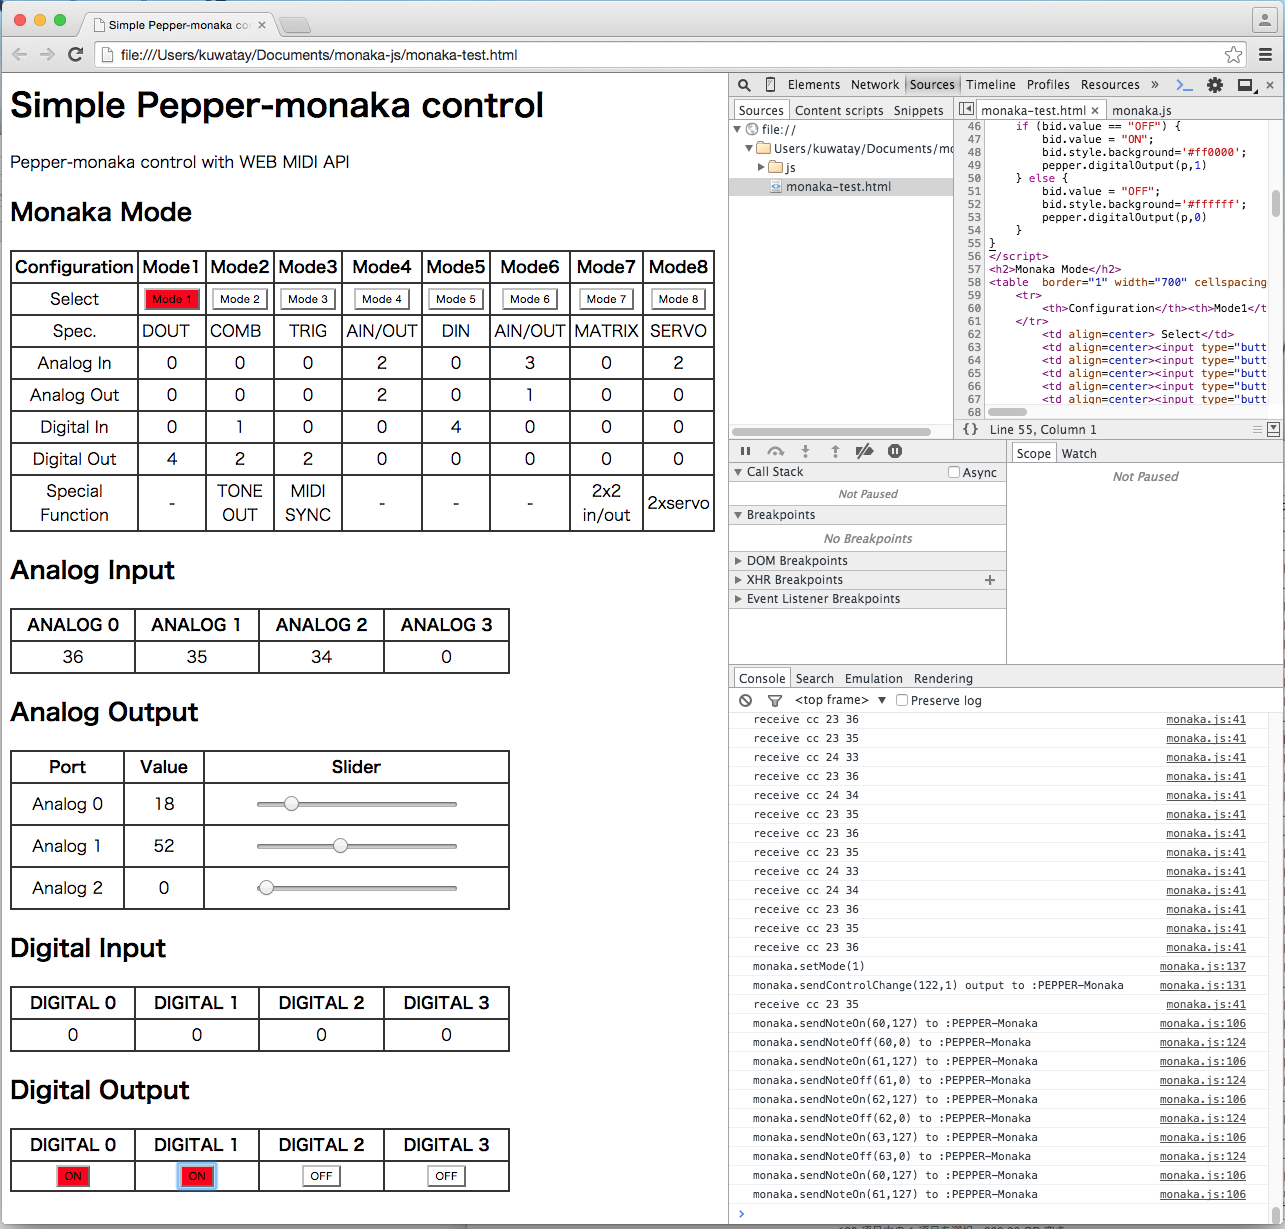 Simple Pepper-monaka co
file:///Users/kuwatay/Documents/monaka-js/monaka-test.html
Simple Pepper-monaka control
Pepper-monaka control with WEB MIDI API
Monaka Mode
Configuration Mode1 Mode2 Mode3 Mode4 Mode5 Mode6 Mode7 Mode8
Select Mode 1 Mode 2 Mode 3 Mode 4 Mode 5 Mode 6 Mode 7 Mode 8
Spec. DOUT COMB TRIG AIN/OUT DIN AIN/OUT MATRIX SERVO
Analog In 0 0 0 2 0 3 0 2
Analog Out 0 0 0 2 0 1 0 0
Digital In 0 1 0 0 4 0 0 0
Digital Out 4 2 2 0 0 0 0 0
Special Function - TONE OUT MIDI SYNC - - - 2x2 in/out 2xservo
Analog Input
ANALOG 0 ANALOG 1 ANALOG 2 ANALOG 3
36 35 34 0
Analog Output
Port Value Slider
Analog 0 18
Analog 1 52
Analog 2 0
Digital Input
DIGITAL 0 DIGITAL 1 DIGITAL 2 DIGITAL 3
0 0 0 0
Digital Output
DIGITAL 0 DIGITAL 1 DIGITAL 2 DIGITAL 3
ON ON OFF OFF
Elements Network Sources Timeline Profiles Resources »
Sources Content scripts Snippets
file://
Users/kuwatay/Documents/mo
js
monaka-test.html
monaka-test.html × monaka.js
46 if (bid.value == "OFF") {
47 bid.value = "ON";
48 bid.style.background='#ff0000';
49 pepper.digitalOutput(p,1)
50 } else {
51 bid.value = "OFF";
52 bid.style.background='#ffffff';
53 pepper.digitalOutput(p,0)
54 }
55 }
56 </script>
57 <h2>Monaka Mode</h2>
58 <table border="1" width="700" cellspacing
59 <tr>
60 <th>Configuration</th><th>Mode1</t
61 </tr>
62 <td align=center> Select</td>
63 <td align=center><input type="butt
64 <td align=center><input type="butt
65 <td align=center><input type="butt
66 <td align=center><input type="butt
67 <td align=center><input type="butt
68
{} Line 55, Column 1
Call Stack Async
Not Paused
Breakpoints
No Breakpoints
DOM Breakpoints
XHR Breakpoints +
Event Listener Breakpoints
Scope Watch
Not Paused
Console Search Emulation Rendering
<top frame> Preserve log
receive cc 23 36 monaka.js:41
receive cc 23 35 monaka.js:41
receive cc 24 33 monaka.js:41
receive cc 23 36 monaka.js:41
receive cc 24 34 monaka.js:41
receive cc 23 35 monaka.js:41
receive cc 23 36 monaka.js:41
receive cc 23 35 monaka.js:41
receive cc 24 33 monaka.js:41
receive cc 24 34 monaka.js:41
receive cc 23 36 monaka.js:41
receive cc 23 35 monaka.js:41
receive cc 23 36 monaka.js:41
monaka.setMode(1) monaka.js:137
monaka.sendControlChange(122,1) output to :PEPPER-Monaka monaka.js:131
receive cc 23 35 monaka.js:41
monaka.sendNoteOn(60,127) to :PEPPER-Monaka monaka.js:106
monaka.sendNoteOff(60,0) to :PEPPER-Monaka monaka.js:124
monaka.sendNoteOn(61,127) to :PEPPER-Monaka monaka.js:106
monaka.sendNoteOff(61,0) to :PEPPER-Monaka monaka.js:124
monaka.sendNoteOn(62,127) to :PEPPER-Monaka monaka.js:106
monaka.sendNoteOff(62,0) to :PEPPER-Monaka monaka.js:124
monaka.sendNoteOn(63,127) to :PEPPER-Monaka monaka.js:106
monaka.sendNoteOff(63,0) to :PEPPER-Monaka monaka.js:124
monaka.sendNoteOn(60,127) to :PEPPER-Monaka monaka.js:106
monaka.sendNoteOn(61,127) to :PEPPER-Monaka monaka.js:106